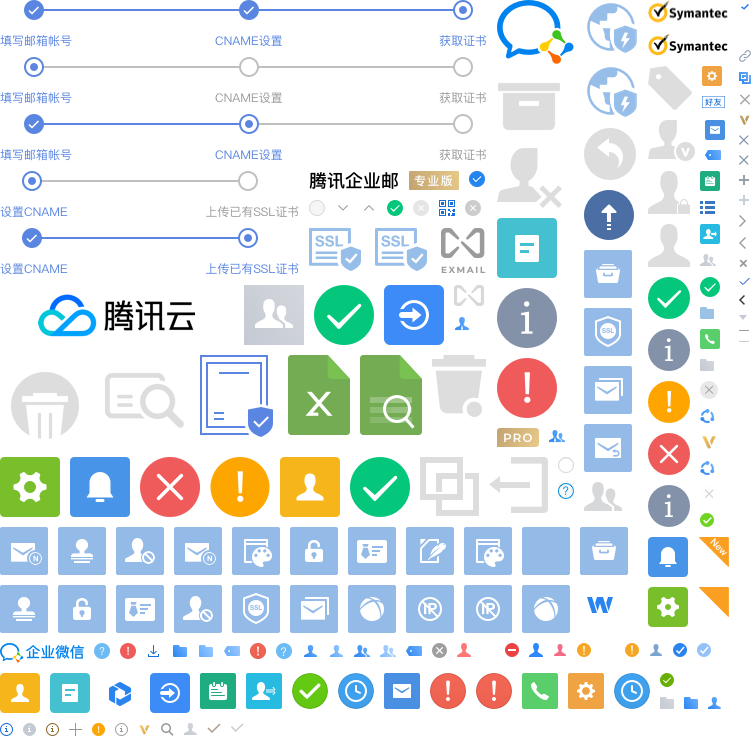 Symantec
填写邮箱帐号 CNAME设置 获取证书
Symantec
填写邮箱帐号 CNAME设置 获取证书
好友
填写邮箱帐号 CNAME设置 获取证书
腾讯企业邮 专业版
设置CNAME 上传已有SSL证书
SSL SSL
EXMAIL
设置CNAME 上传已有SSL证书
腾讯云
SSL
PRO
New
N N
SSL IP IP
企业微信